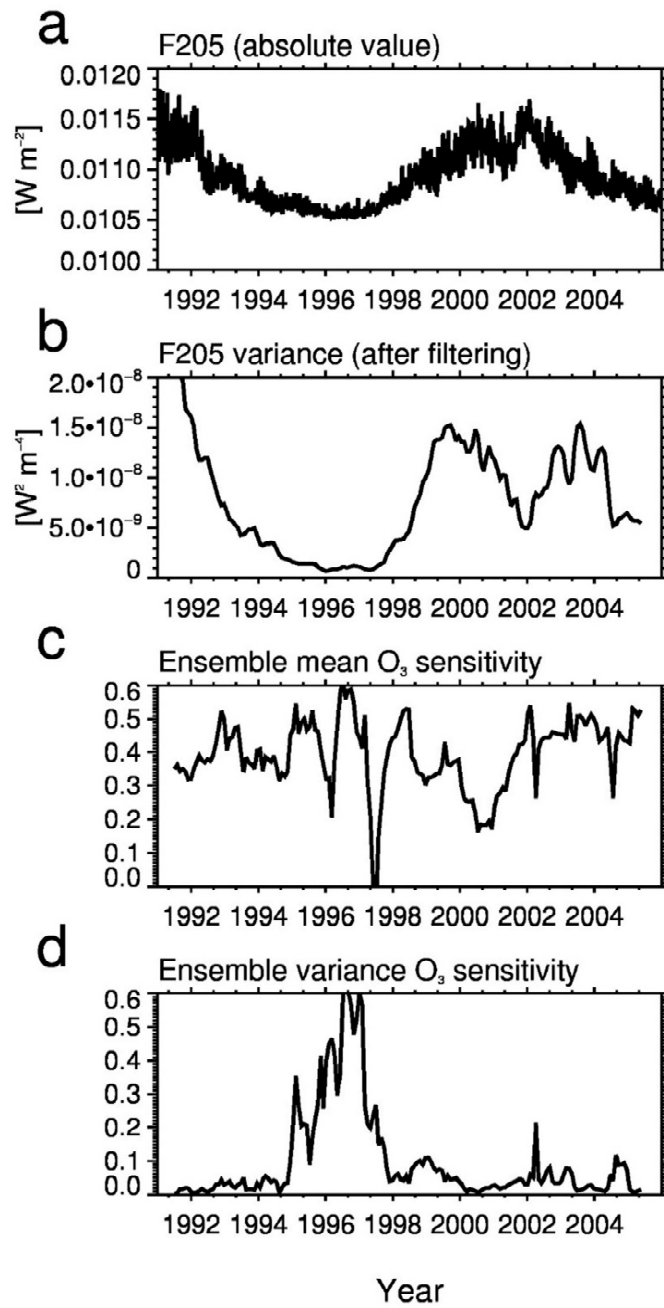 a
F205 (absolute value)
[W m⁻²]
0.0120
0.0115
0.0110
0.0105
0.0100
1992 1994 1996 1998 2000 2002 2004
b
F205 variance (after filtering)
[W² m⁻⁴]
2.0•10⁻⁸
1.5•10⁻⁸
1.0•10⁻⁸
5.0•10⁻⁹
0
1992 1994 1996 1998 2000 2002 2004
c
Ensemble mean O₃ sensitivity
0.6
0.5
0.4
0.3
0.2
0.1
0.0
1992 1994 1996 1998 2000 2002 2004
d
Ensemble variance O₃ sensitivity
0.6
0.5
0.4
0.3
0.2
0.1
0.0
1992 1994 1996 1998 2000 2002 2004
Year